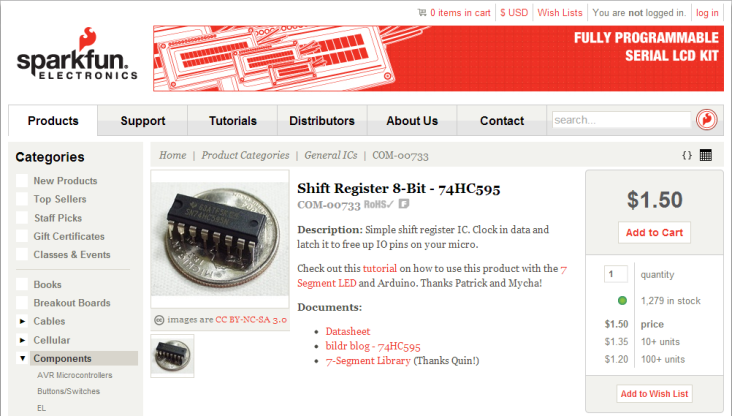 0 items in cart
$ USD
Wish Lists
You are not logged in.
log in
sparkfun.
ELECTRONICS
FULLY PROGRAMMABLE
SERIAL LCD KIT
Products
Support
Tutorials
Distributors
About Us
Contact
search...
Categories
New Products
Top Sellers
Staff Picks
Gift Certificates
Classes & Events
Books
Breakout Boards
Cables
Cellular
Components
AVR Microcontrollers
Buttons/Switches
EL
Home | Product Categories | General ICs | COM-00733
{ }
images are CC BY-NC-SA 3.0
Shift Register 8-Bit - 74HC595
COM-00733 RoHS✓
Description: Simple shift register IC. Clock in data and
latch it to free up IO pins on your micro.
Check out this tutorial on how to use this product with the 7
Segment LED and Arduino. Thanks Patrick and Mycha!
Documents:
• Datasheet
• bildr blog - 74HC595
• 7-Segment Library (Thanks Quin!)
$1.50
Add to Cart
1 quantity
1,279 in stock
$1.50 price
$1.35 10+ units
$1.20 100+ units
Add to Wish List